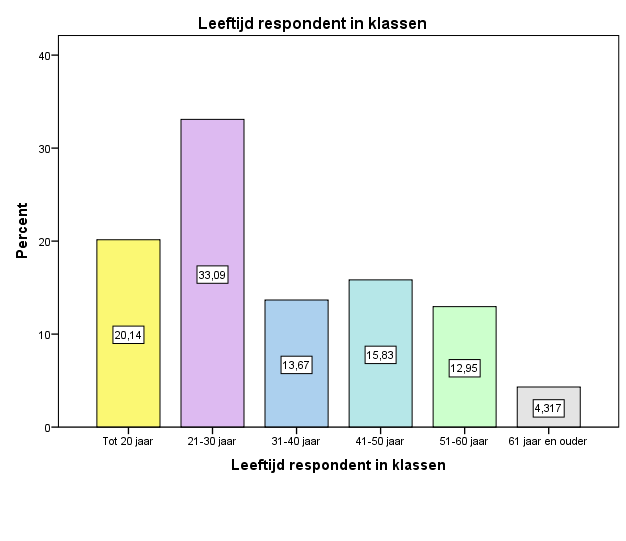 Leeftijd respondent in klassen
Percent
40
30
20
10
0
20,14
33,09
13,67
15,83
12,95
4,317
Tot 20 jaar
21-30 jaar
31-40 jaar
41-50 jaar
51-60 jaar
61 jaar en ouder
Leeftijd respondent in klassen